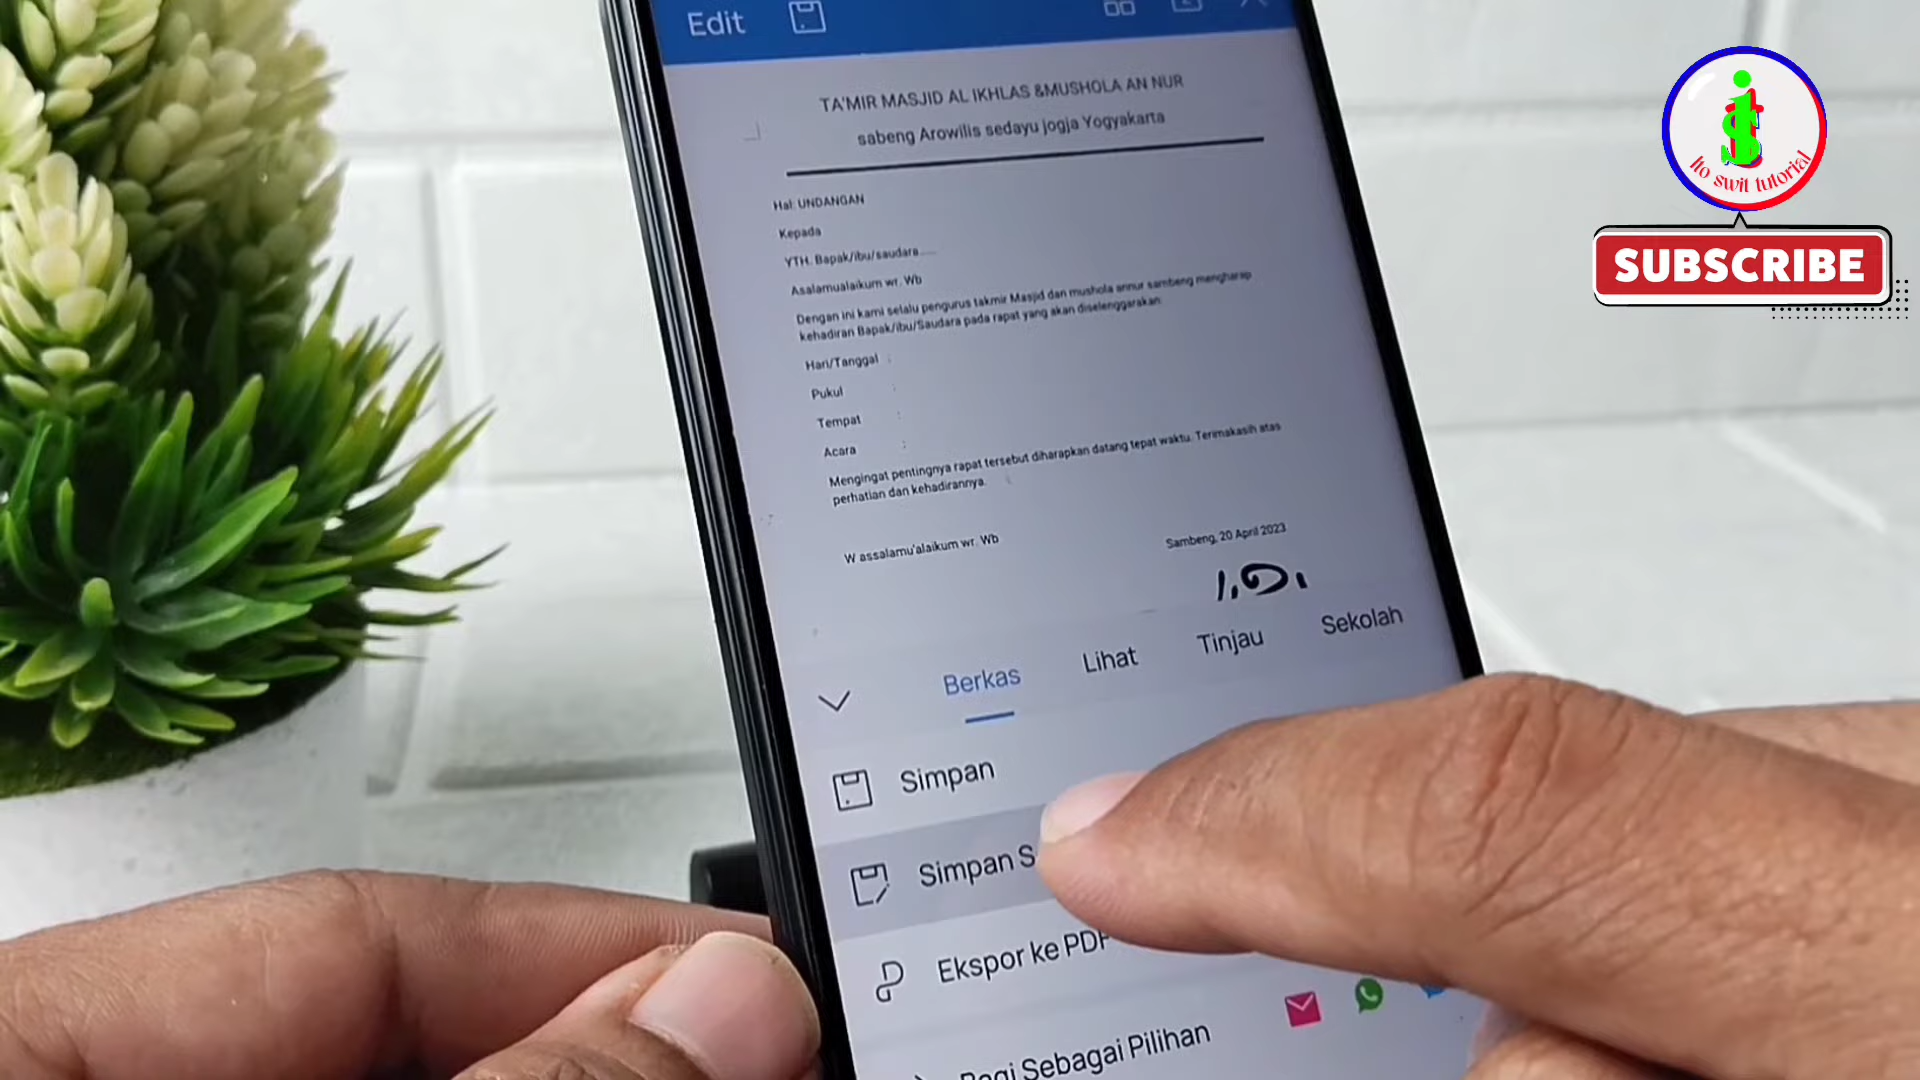 Edit
TA'MIR MASJID AL IKHLAS &MUSHOLA AN NUR
sabeng Arowilis sedayu jogja Yogyakarta
Hal: UNDANGAN
Kepada
YTH. Bapak/ibu/saudara......
Asalamualaikum wr. Wb
Dengan ini kami selalu pengurus takmir Masjid dan mushola annur sambeng mengharap
kehadiran Bapak/ibu/Saudara pada rapat yang akan diselenggarakan:
Hari/Tanggal :
Pukul :
Tempat :
Acara :
Mengingat pentingnya rapat tersebut diharapkan datang tepat waktu. Terimakasih atas
perhatian dan kehadirannya.
W assalamu'alaikum wr. Wb
Sambeng, 20 April 2023
Berkas Lihat Tinjau Sekolah
Simpan
Simpan S
Ekspor ke PDF
Bagi Sebagai Pilihan
Ito swit tutorial
SUBSCRIBE